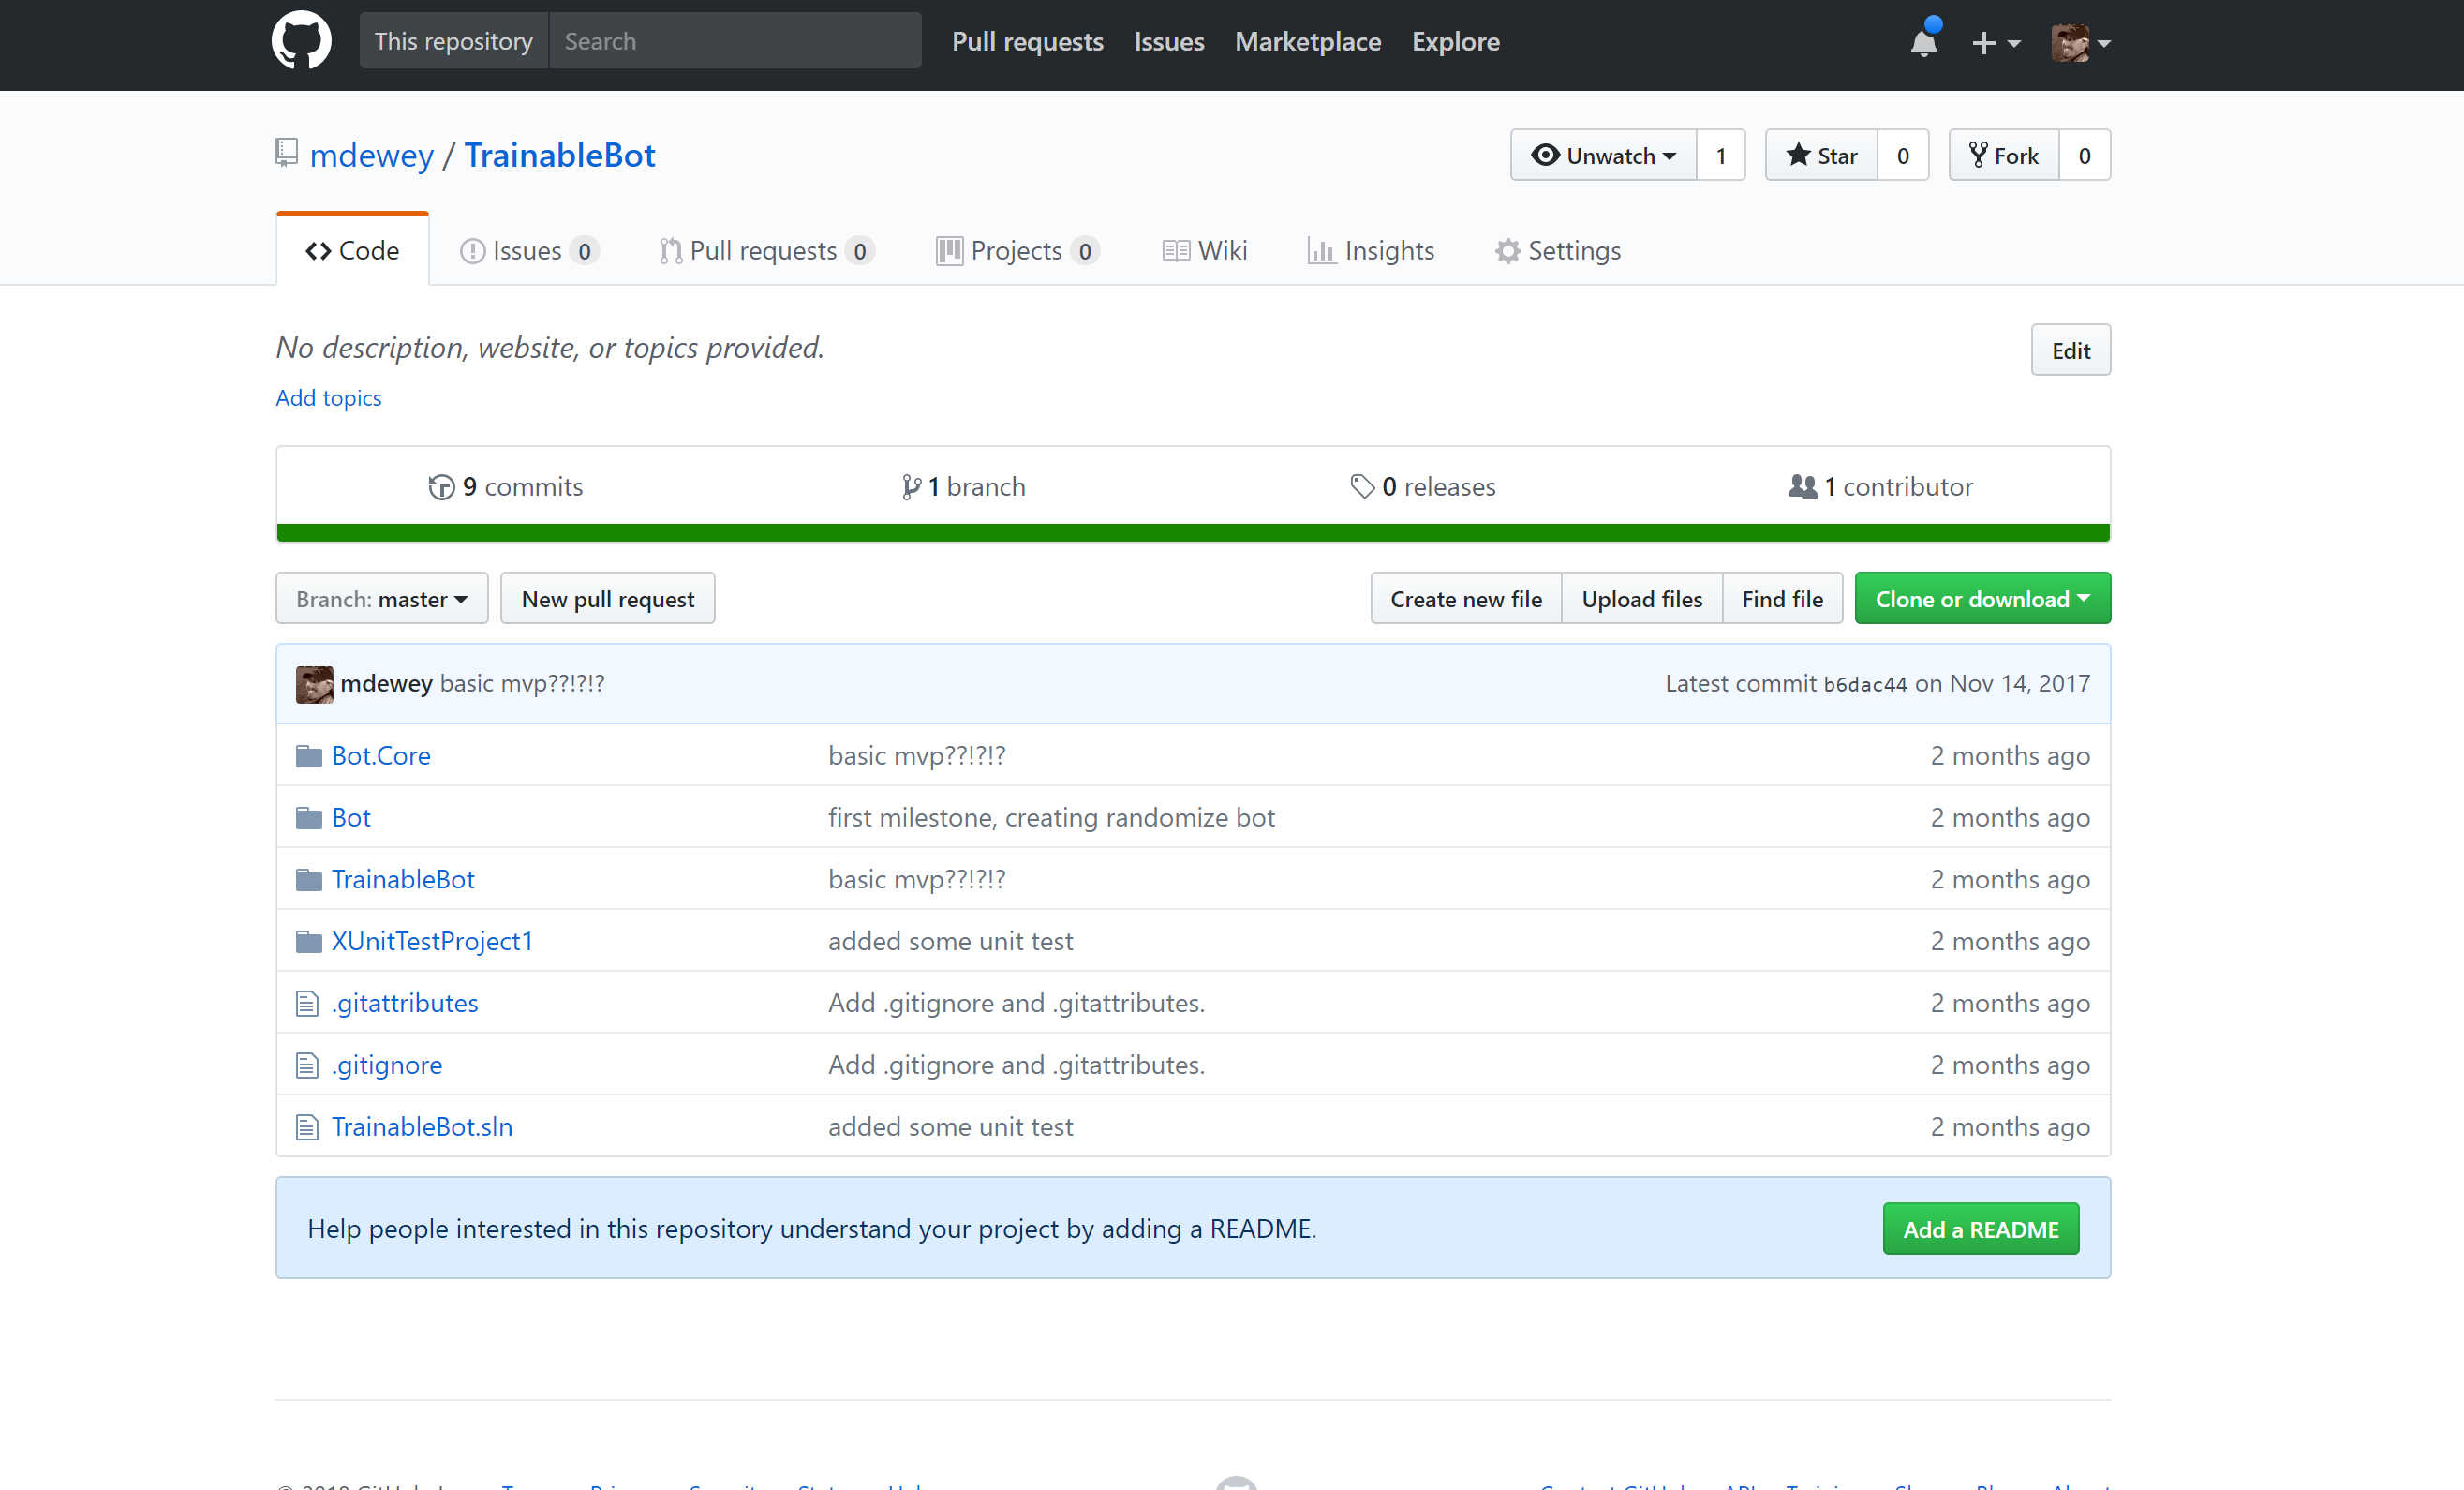 This repository Search Pull requests Issues Marketplace Explore
mdewey / TrainableBot Unwatch 1 Star 0 Fork 0
Code Issues 0 Pull requests 0 Projects 0 Wiki Insights Settings
No description, website, or topics provided. Edit
Add topics
9 commits 1 branch 0 releases 1 contributor
Branch: master New pull request Create new file Upload files Find file Clone or download
mdewey basic mvp??!?!? Latest commit b6dac44 on Nov 14, 2017
Bot.Core basic mvp??!?!? 2 months ago
Bot first milestone, creating randomize bot 2 months ago
TrainableBot basic mvp??!?!? 2 months ago
XUnitTestProject1 added some unit test 2 months ago
.gitattributes Add .gitignore and .gitattributes. 2 months ago
.gitignore Add .gitignore and .gitattributes. 2 months ago
TrainableBot.sln added some unit test 2 months ago
Help people interested in this repository understand your project by adding a README. Add a README